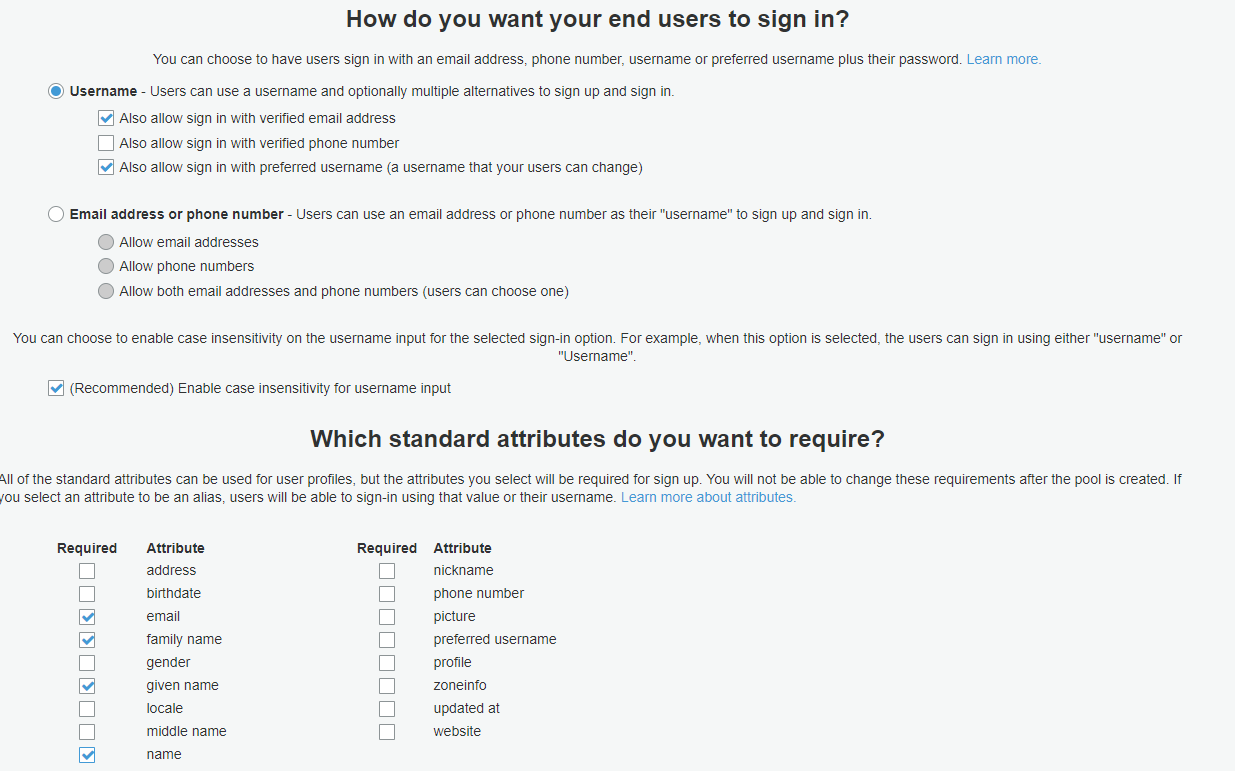 How do you want your end users to sign in?
You can choose to have users sign in with an email address, phone number, username or preferred username plus their password. Learn more.
Username - Users can use a username and optionally multiple alternatives to sign up and sign in.
Also allow sign in with verified email address
Also allow sign in with verified phone number
Also allow sign in with preferred username (a username that your users can change)
Email address or phone number - Users can use an email address or phone number as their "username" to sign up and sign in.
Allow email addresses
Allow phone numbers
Allow both email addresses and phone numbers (users can choose one)
You can choose to enable case insensitivity on the username input for the selected sign-in option. For example, when this option is selected, the users can sign in using either "username" or
"Username".
(Recommended) Enable case insensitivity for username input
Which standard attributes do you want to require?
All of the standard attributes can be used for user profiles, but the attributes you select will be required for sign up. You will not be able to change these requirements after the pool is created. If
you select an attribute to be an alias, users will be able to sign-in using that value or their username. Learn more about attributes.
Required Attribute Required Attribute
address nickname
birthdate phone number
email picture
family name preferred username
gender profile
given name zoneinfo
locale updated at
middle name website
name